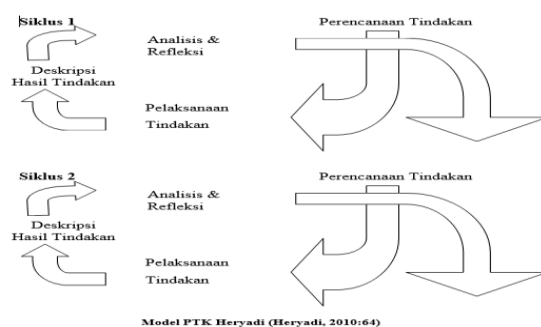 Siklus 1
Perencanaan Tindakan
Analisis &
Refleksi
Deskripsi
Hasil Tindakan
Pelaksanaan
Tindakan
Siklus 2
Perencanaan Tindakan
Analisis &
Refleksi
Deskripsi
Hasil Tindakan
Pelaksanaan
Tindakan
Model PTK Heryadi (Heryadi, 2010:64)